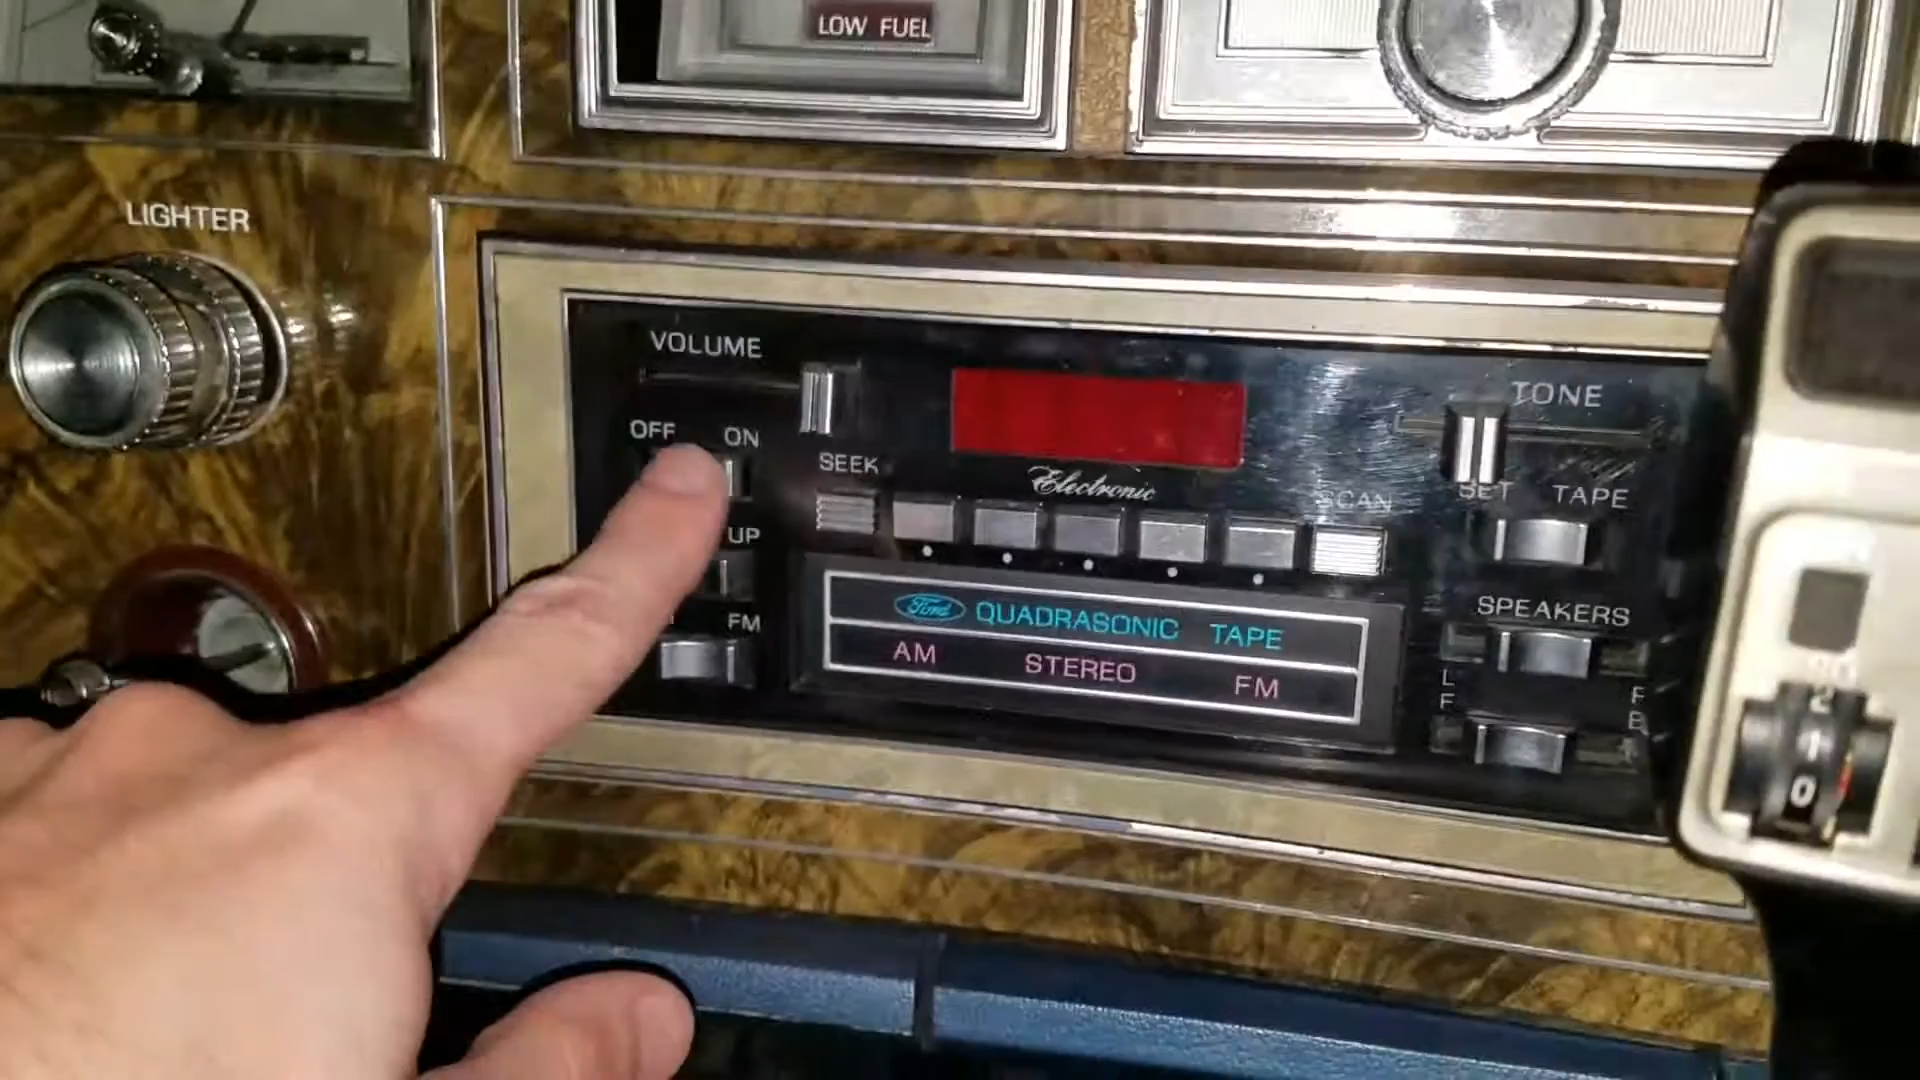 LOW FUEL
LIGHTER
VOLUME
TONE
OFF ON
SEEK
Electronic
SCAN
SET TAPE
UP
FM
Ford QUADRASONIC TAPE
AM STEREO FM
SPEAKERS
L
F
0